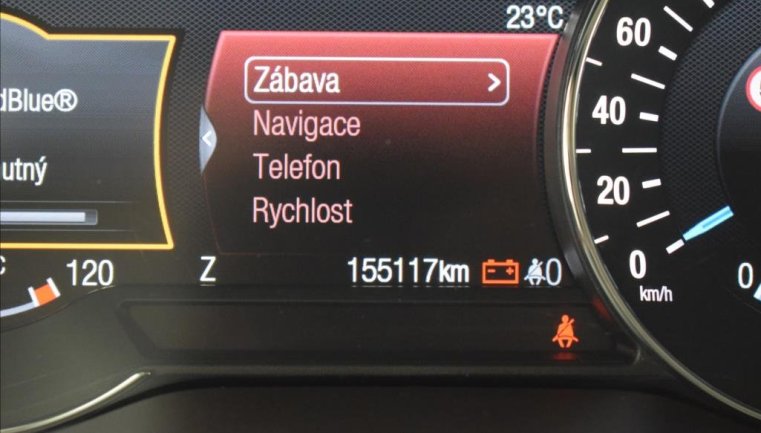 23°C
dBlue®
utný
Zábava >
Navigace
Telefon
Rychlost
120
Z
155117km
0
60
40
20
0
km/h
0